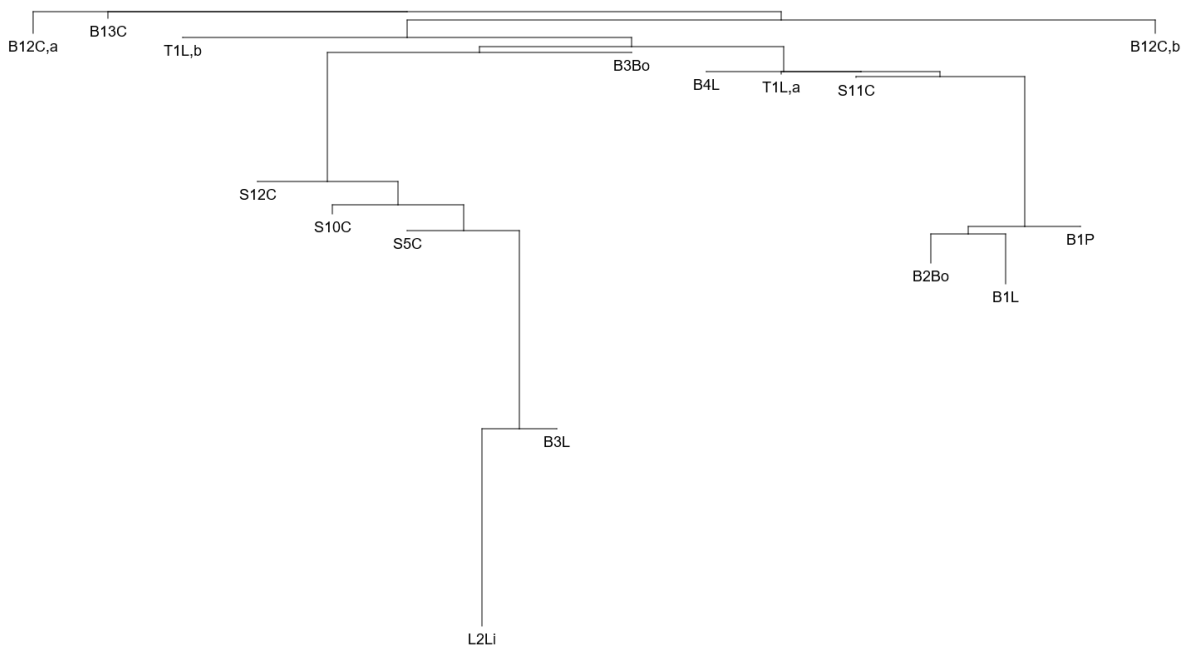 B12C,a
B13C
T1L,b
B3Bo
B4L
T1L,a
S11C
B12C,b
S12C
S10C
S5C
B1P
B2Bo
B1L
B3L
L2Li